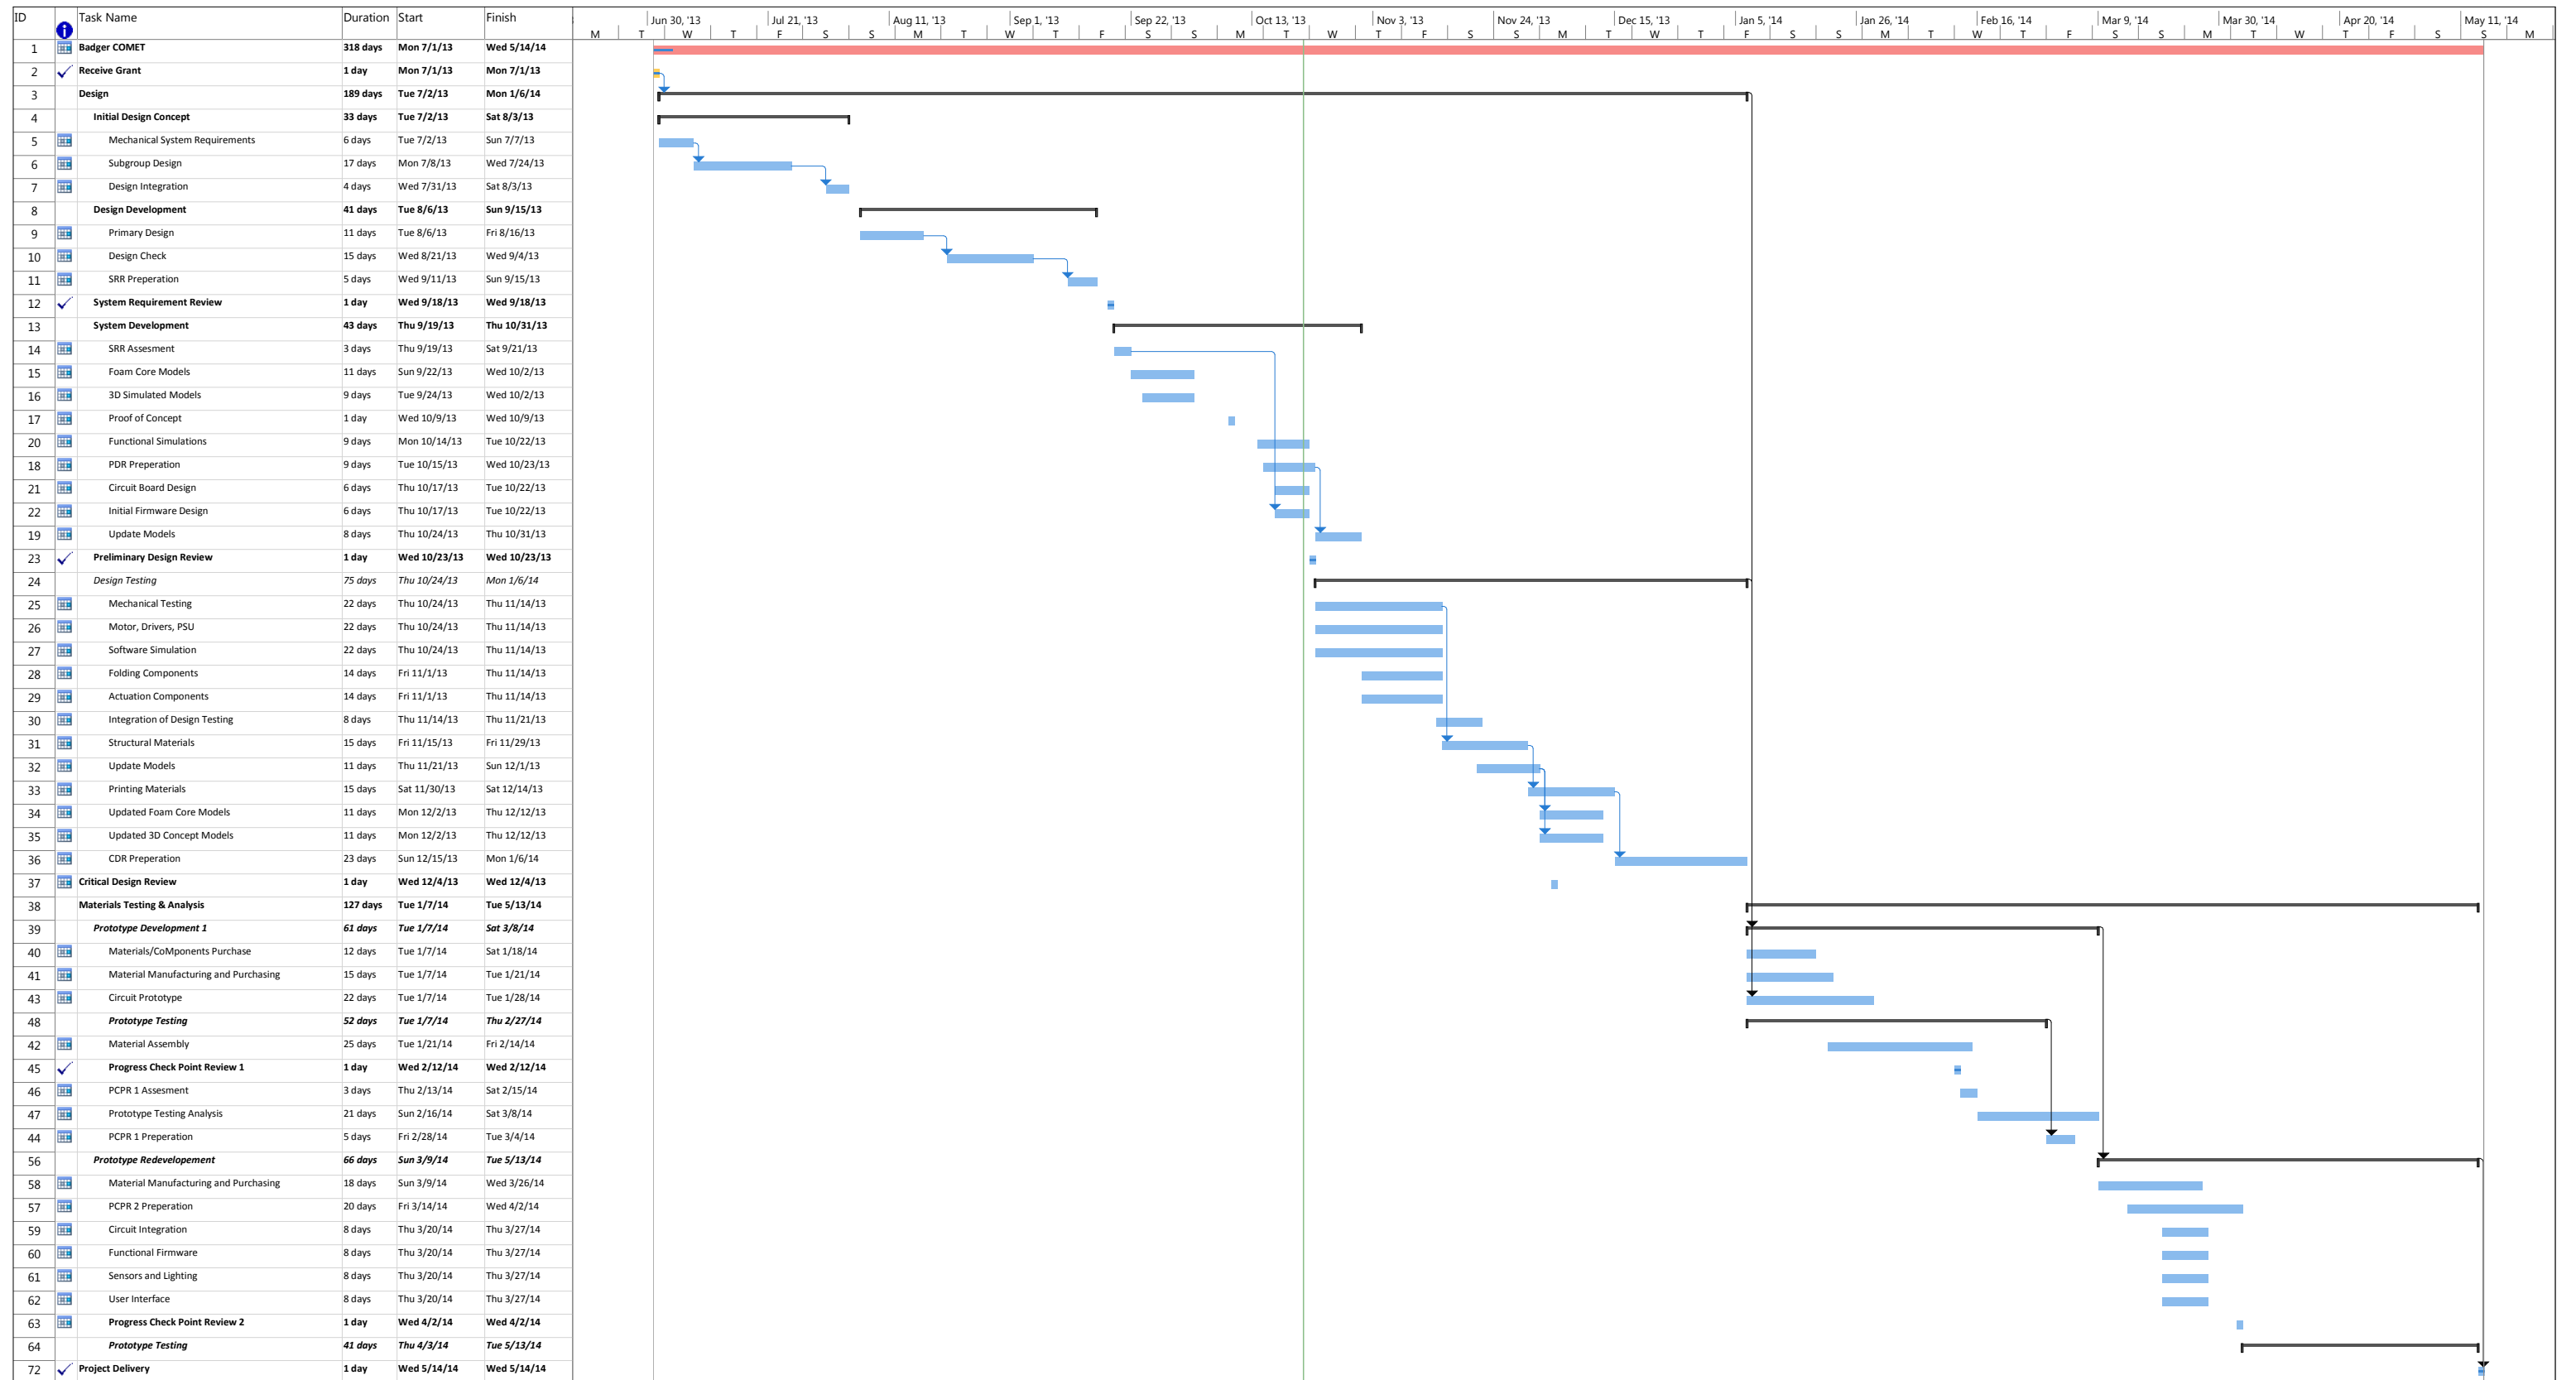 ID Task Name Duration Start Finish Jun 30, '13 Jul 21, '13 Aug 11, '13 Sep 1, '13 Sep 22, '13 Oct 13, '13 Nov 3, '13 Nov 24, '13 Dec 15, '13 Jan 5, '14 Jan 26, '14 Feb 16, '14 Mar 9, '14 Mar 30, '14 Apr 20, '14 May 11, '14
M T W T F S S M T W T F S S M T W T F S S M T W T F S S M T W T F S S M T W T F S S M
1 Badger COMET 318 days Mon 7/1/13 Wed 5/14/14
2 Receive Grant 1 day Mon 7/1/13 Mon 7/1/13
3 Design 189 days Tue 7/2/13 Mon 1/6/14
4 Initial Design Concept 33 days Tue 7/2/13 Sat 8/3/13
5 Mechanical System Requirements 6 days Tue 7/2/13 Sun 7/7/13
6 Subgroup Design 17 days Mon 7/8/13 Wed 7/24/13
7 Design Integration 4 days Wed 7/31/13 Sat 8/3/13
8 Design Development 41 days Tue 8/6/13 Sun 9/15/13
9 Primary Design 11 days Tue 8/6/13 Fri 8/16/13
10 Design Check 15 days Wed 8/21/13 Wed 9/4/13
11 SRR Preperation 5 days Wed 9/11/13 Sun 9/15/13
12 System Requirement Review 1 day Wed 9/18/13 Wed 9/18/13
13 System Development 43 days Thu 9/19/13 Thu 10/31/13
14 SRR Assesment 3 days Thu 9/19/13 Sat 9/21/13
15 Foam Core Models 11 days Sun 9/22/13 Wed 10/2/13
16 3D Simulated Models 9 days Tue 9/24/13 Wed 10/2/13
17 Proof of Concept 1 day Wed 10/9/13 Wed 10/9/13
20 Functional Simulations 9 days Mon 10/14/13 Tue 10/22/13
18 PDR Preperation 9 days Tue 10/15/13 Wed 10/23/13
21 Circuit Board Design 6 days Thu 10/17/13 Tue 10/22/13
22 Initial Firmware Design 6 days Thu 10/17/13 Tue 10/22/13
19 Update Models 8 days Thu 10/24/13 Thu 10/31/13
23 Preliminary Design Review 1 day Wed 10/23/13 Wed 10/23/13
24 Design Testing 75 days Thu 10/24/13 Mon 1/6/14
25 Mechanical Testing 22 days Thu 10/24/13 Thu 11/14/13
26 Motor, Drivers, PSU 22 days Thu 10/24/13 Thu 11/14/13
27 Software Simulation 22 days Thu 10/24/13 Thu 11/14/13
28 Folding Components 14 days Fri 11/1/13 Thu 11/14/13
29 Actuation Components 14 days Fri 11/1/13 Thu 11/14/13
30 Integration of Design Testing 8 days Thu 11/14/13 Thu 11/21/13
31 Structural Materials 15 days Fri 11/15/13 Fri 11/29/13
32 Update Models 11 days Thu 11/21/13 Sun 12/1/13
33 Printing Materials 15 days Sat 11/30/13 Sat 12/14/13
34 Updated Foam Core Models 11 days Mon 12/2/13 Thu 12/12/13
35 Updated 3D Concept Models 11 days Mon 12/2/13 Thu 12/12/13
36 CDR Preperation 23 days Sun 12/15/13 Mon 1/6/14
37 Critical Design Review 1 day Wed 12/4/13 Wed 12/4/13
38 Materials Testing & Analysis 127 days Tue 1/7/14 Tue 5/13/14
39 Prototype Development 1 61 days Tue 1/7/14 Sat 3/8/14
40 Materials/CoMponents Purchase 12 days Tue 1/7/14 Sat 1/18/14
41 Material Manufacturing and Purchasing 15 days Tue 1/7/14 Tue 1/21/14
43 Circuit Prototype 22 days Tue 1/7/14 Tue 1/28/14
48 Prototype Testing 52 days Tue 1/7/14 Thu 2/27/14
42 Material Assembly 25 days Tue 1/21/14 Fri 2/14/14
45 Progress Check Point Review 1 1 day Wed 2/12/14 Wed 2/12/14
46 PCPR 1 Assesment 3 days Thu 2/13/14 Sat 2/15/14
47 Prototype Testing Analysis 21 days Sun 2/16/14 Sat 3/8/14
44 PCPR 1 Preperation 5 days Fri 2/28/14 Tue 3/4/14
56 Prototype Redevelopement 66 days Sun 3/9/14 Tue 5/13/14
58 Material Manufacturing and Purchasing 18 days Sun 3/9/14 Wed 3/26/14
57 PCPR 2 Preperation 20 days Fri 3/14/14 Wed 4/2/14
59 Circuit Integration 8 days Thu 3/20/14 Thu 3/27/14
60 Functional Firmware 8 days Thu 3/20/14 Thu 3/27/14
61 Sensors and Lighting 8 days Thu 3/20/14 Thu 3/27/14
62 User Interface 8 days Thu 3/20/14 Thu 3/27/14
63 Progress Check Point Review 2 1 day Wed 4/2/14 Wed 4/2/14
64 Prototype Testing 41 days Thu 4/3/14 Tue 5/13/14
72 Project Delivery 1 day Wed 5/14/14 Wed 5/14/14